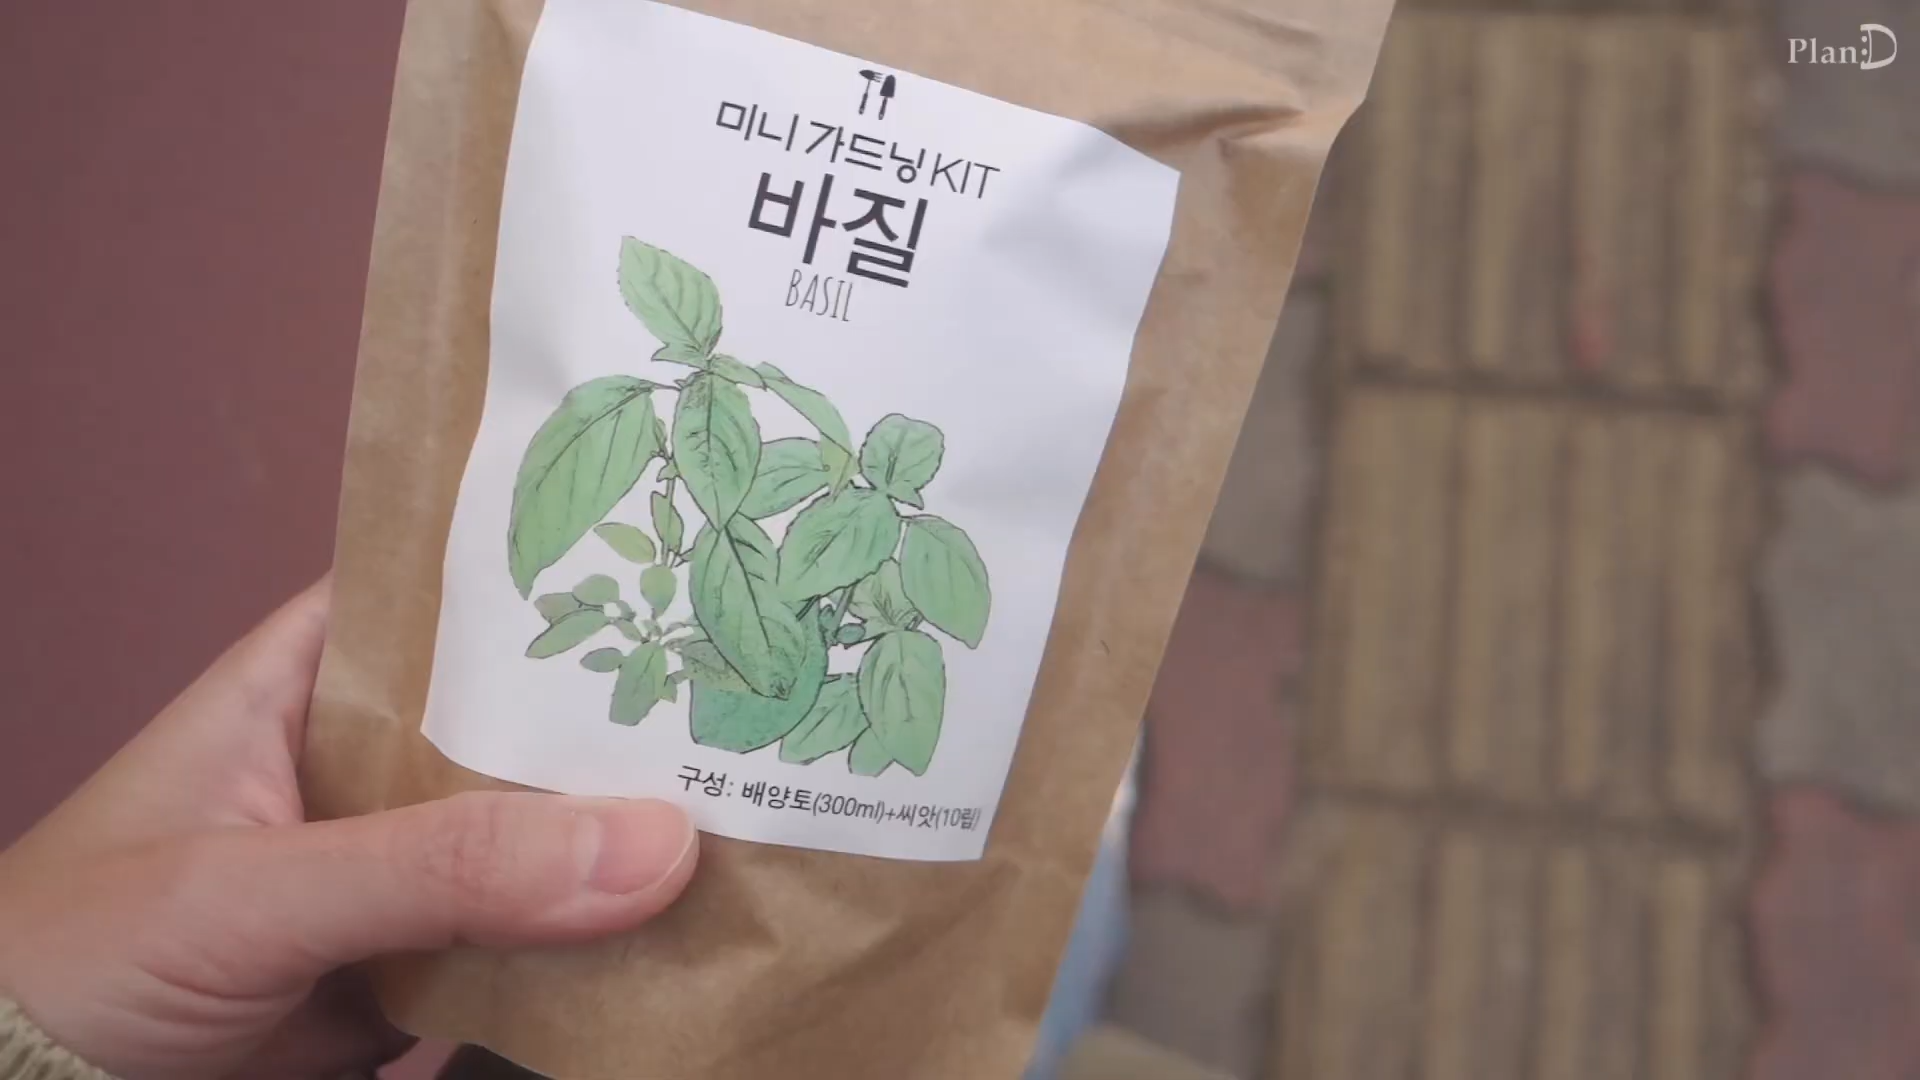 Plan:D
미니 가드닝 KIT
바질
BASIL
구성: 배양토(300ml)+씨앗(10립)